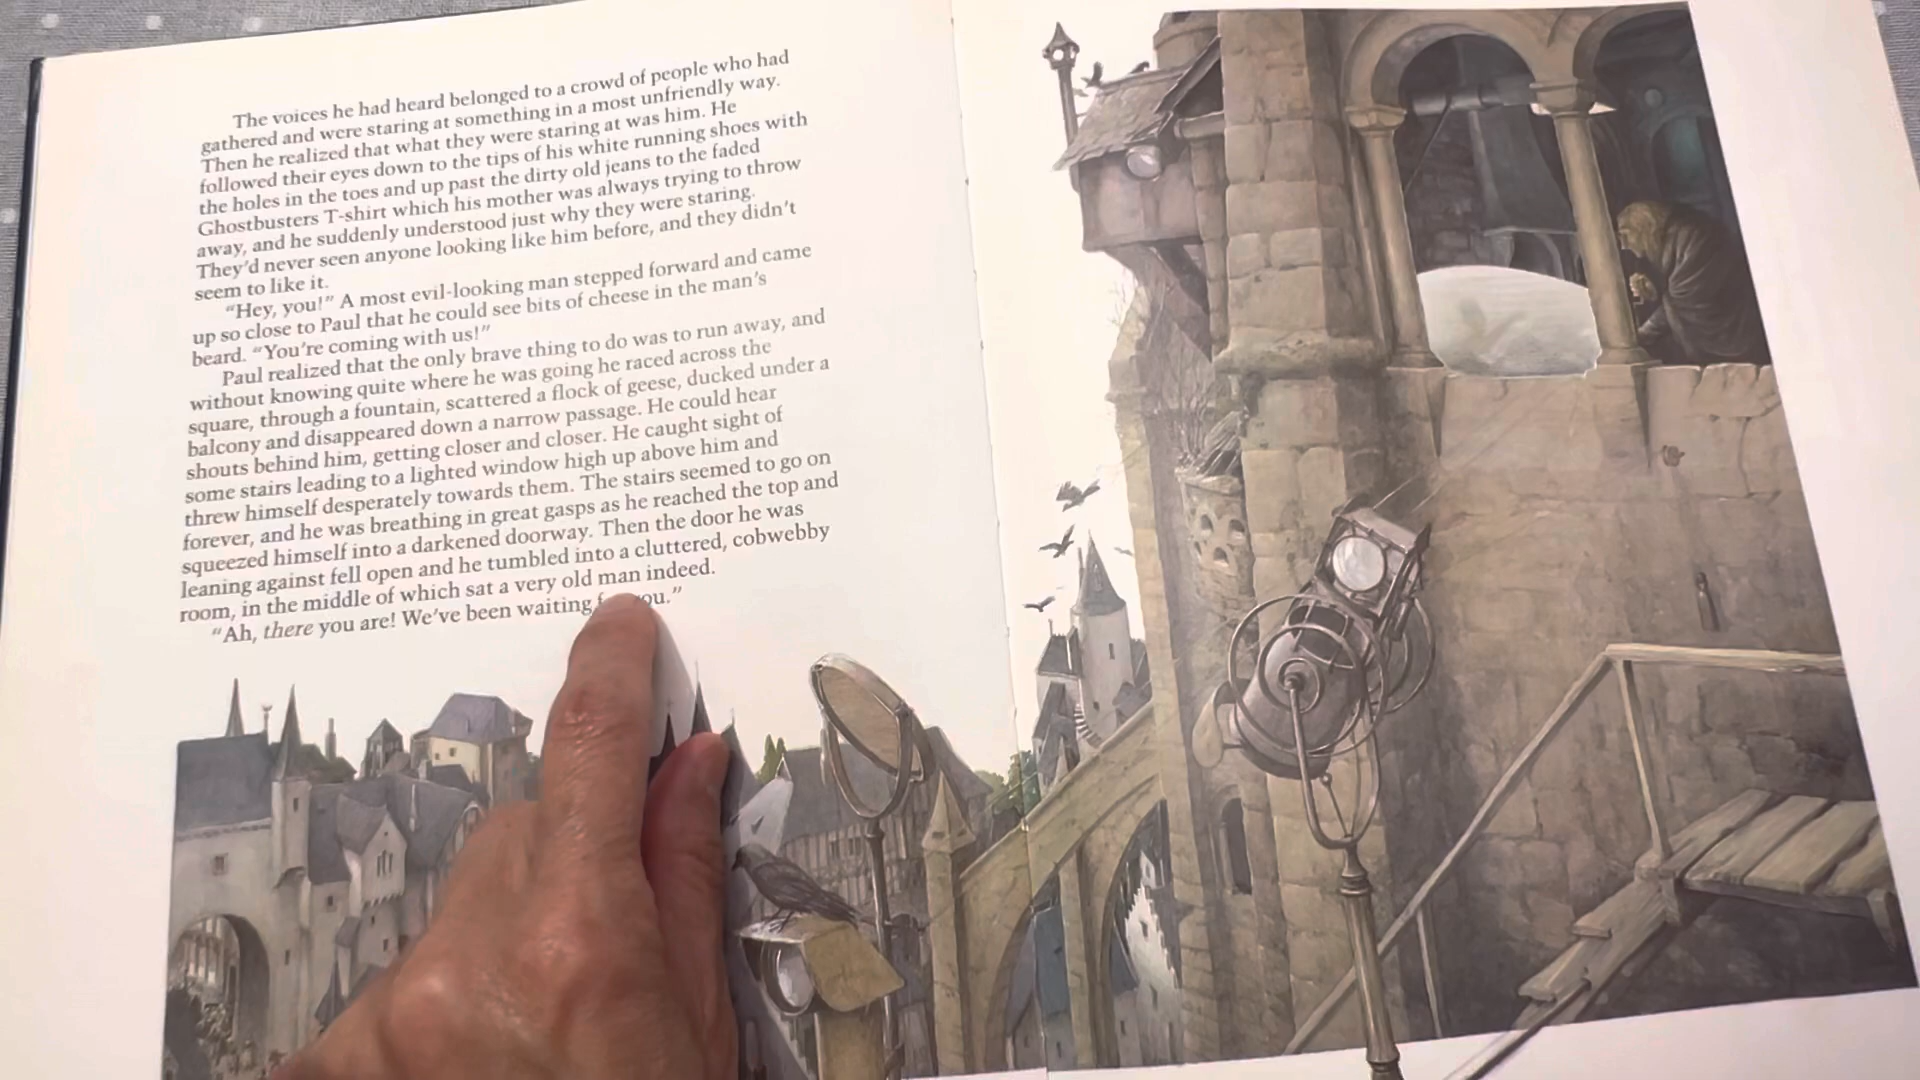 The voices he had heard belonged to a crowd of people who had
gathered and were staring at something in a most unfriendly way.
Then he realized that what they were staring at was him. He
followed their eyes down to the tips of his white running shoes with
the holes in the toes and up past the dirty old jeans to the faded
Ghostbusters T-shirt which his mother was always trying to throw
away, and he suddenly understood just why they were staring.
They'd never seen anyone looking like him before, and they didn't
seem to like it.
“Hey, you!” A most evil-looking man stepped forward and came
up so close to Paul that he could see bits of cheese in the man's
beard. “You're coming with us!”
Paul realized that the only brave thing to do was to run away, and
without knowing quite where he was going he raced across the
square, through a fountain, scattered a flock of geese, ducked under a
balcony and disappeared down a narrow passage. He could hear
shouts behind him, getting closer and closer. He caught sight of
some stairs leading to a lighted window high up above him and
threw himself desperately towards them. The stairs seemed to go on
forever, and he was breathing in great gasps as he reached the top and
squeezed himself into a darkened doorway. Then the door he was
leaning against fell open and he tumbled into a cluttered, cobwebby
room, in the middle of which sat a very old man indeed.
“Ah, there you are! We've been waiting